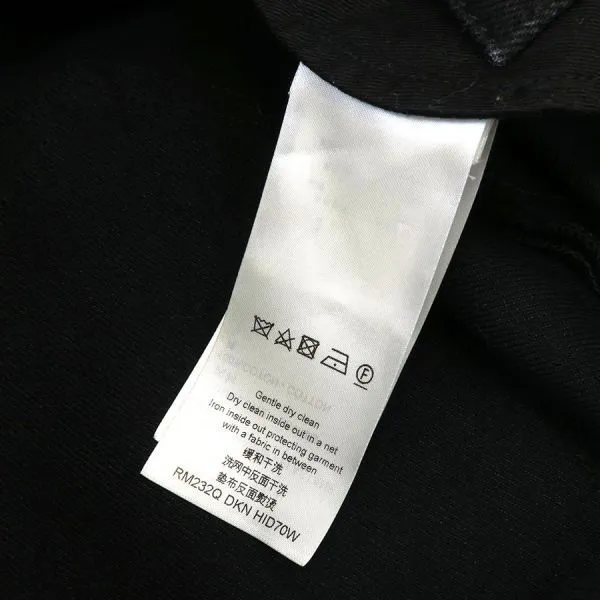 F
Gentle dry clean
Dry clean inside out in a net
Iron inside out protecting garment
with a fabric in between
缓和干洗
洗网中反面干洗
垫布反面熨烫
RM232Q DKN HID70W